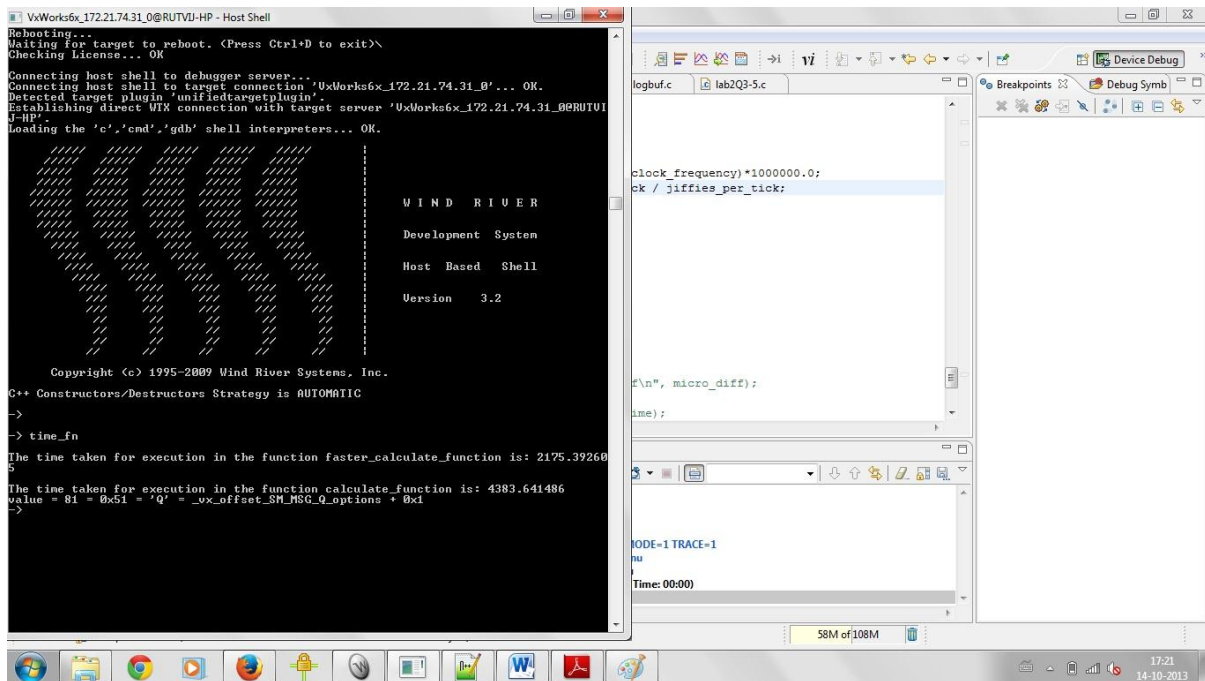 VxWorks6x_172.21.74.31_0@RUTVIJ-HP - Host Shell
Rebooting...
Waiting for target to reboot. (Press Ctrl+D to exit)\
Checking License... OK
Connecting host shell to debugger server...
Connecting host shell to target connection 'VxWorks6x_172.21.74.31_0'... OK.
Detected target plugin 'unifiedtargetplugin'.
Establishing direct WTX connection with target server 'VxWorks6x_172.21.74.31_0@RUTVI
J-HP'.
Loading the 'c','cmd','gdb' shell interpreters... OK.
W I N D   R I V E R
Development System
Host Based Shell
Version 3.2
Copyright (c) 1995-2009 Wind River Systems, Inc.
C++ Constructors/Destructors Strategy is AUTOMATIC
->
-> time_fn
The time taken for execution in the function faster_calculate_function is: 2175.39260
5
The time taken for execution in the function calculate_function is: 4383.641486
value = 81 = 0x51 = 'Q' = _vx_offset_SM_MSG_Q_options + 0x1
->
vi
Device Debug
logbuf.c
lab2Q3-5.c
Breakpoints
Debug Symb
clock_frequency)*1000000.0;
ck / jiffies_per_tick;
f\n", micro_diff);
ime);
MODE=1 TRACE=1
nu
Time: 00:00)
58M of 108M
17:21
14-10-2013